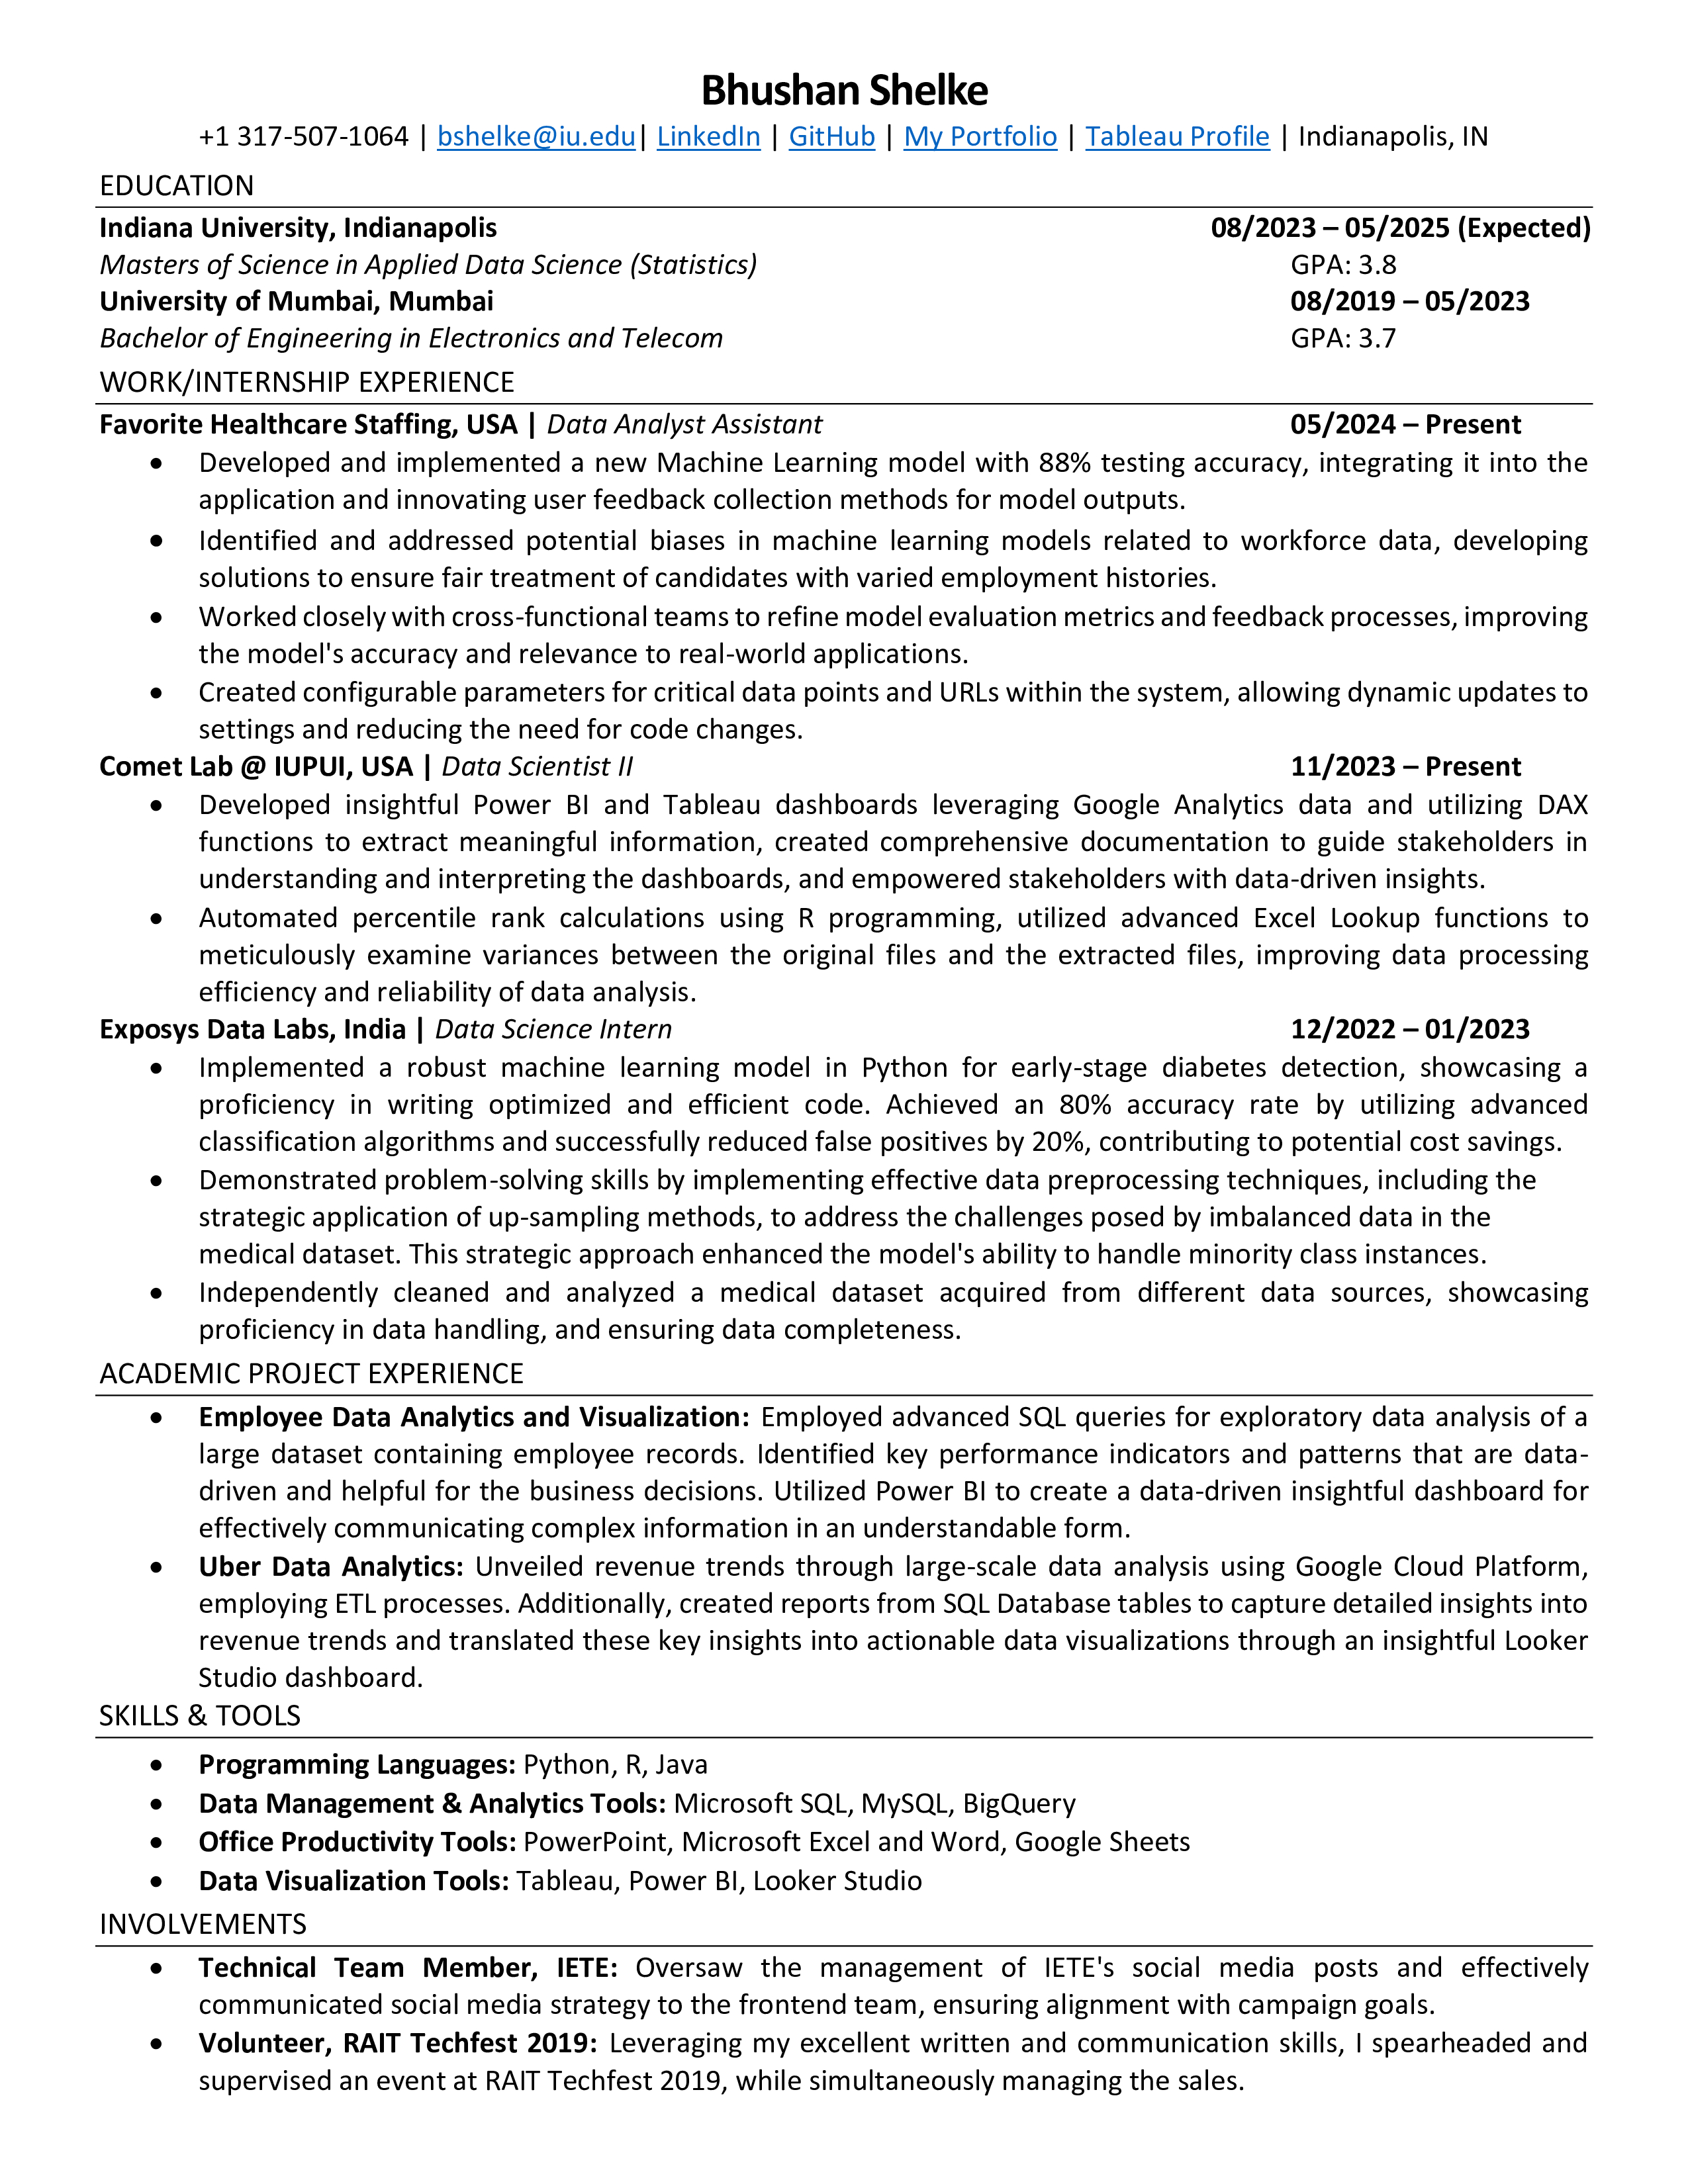 Bhushan Shelke
+1 317-507-1064 | bshelke@iu.edu| LinkedIn | GitHub | My Portfolio | Tableau Profile | Indianapolis, IN
EDUCATION
Indiana University, Indianapolis 08/2023 – 05/2025 (Expected)
Masters of Science in Applied Data Science (Statistics) GPA: 3.8
University of Mumbai, Mumbai 08/2019 – 05/2023
Bachelor of Engineering in Electronics and Telecom GPA: 3.7
WORK/INTERNSHIP EXPERIENCE
Favorite Healthcare Staffing, USA | Data Analyst Assistant 05/2024 – Present
• Developed and implemented a new Machine Learning model with 88% testing accuracy, integrating it into the
application and innovating user feedback collection methods for model outputs.
• Identified and addressed potential biases in machine learning models related to workforce data, developing
solutions to ensure fair treatment of candidates with varied employment histories.
• Worked closely with cross-functional teams to refine model evaluation metrics and feedback processes, improving
the model's accuracy and relevance to real-world applications.
• Created configurable parameters for critical data points and URLs within the system, allowing dynamic updates to
settings and reducing the need for code changes.
Comet Lab @ IUPUI, USA | Data Scientist II 11/2023 – Present
• Developed insightful Power BI and Tableau dashboards leveraging Google Analytics data and utilizing DAX
functions to extract meaningful information, created comprehensive documentation to guide stakeholders in
understanding and interpreting the dashboards, and empowered stakeholders with data-driven insights.
• Automated percentile rank calculations using R programming, utilized advanced Excel Lookup functions to
meticulously examine variances between the original files and the extracted files, improving data processing
efficiency and reliability of data analysis.
Exposys Data Labs, India | Data Science Intern 12/2022 – 01/2023
• Implemented a robust machine learning model in Python for early-stage diabetes detection, showcasing a
proficiency in writing optimized and efficient code. Achieved an 80% accuracy rate by utilizing advanced
classification algorithms and successfully reduced false positives by 20%, contributing to potential cost savings.
• Demonstrated problem-solving skills by implementing effective data preprocessing techniques, including the
strategic application of up-sampling methods, to address the challenges posed by imbalanced data in the
medical dataset. This strategic approach enhanced the model's ability to handle minority class instances.
• Independently cleaned and analyzed a medical dataset acquired from different data sources, showcasing
proficiency in data handling, and ensuring data completeness.
ACADEMIC PROJECT EXPERIENCE
• Employee Data Analytics and Visualization: Employed advanced SQL queries for exploratory data analysis of a
large dataset containing employee records. Identified key performance indicators and patterns that are data-
driven and helpful for the business decisions. Utilized Power BI to create a data-driven insightful dashboard for
effectively communicating complex information in an understandable form.
• Uber Data Analytics: Unveiled revenue trends through large-scale data analysis using Google Cloud Platform,
employing ETL processes. Additionally, created reports from SQL Database tables to capture detailed insights into
revenue trends and translated these key insights into actionable data visualizations through an insightful Looker
Studio dashboard.
SKILLS & TOOLS
• Programming Languages: Python, R, Java
• Data Management & Analytics Tools: Microsoft SQL, MySQL, BigQuery
• Office Productivity Tools: PowerPoint, Microsoft Excel and Word, Google Sheets
• Data Visualization Tools: Tableau, Power BI, Looker Studio
INVOLVEMENTS
• Technical Team Member, IETE: Oversaw the management of IETE's social media posts and effectively
communicated social media strategy to the frontend team, ensuring alignment with campaign goals.
• Volunteer, RAIT Techfest 2019: Leveraging my excellent written and communication skills, I spearheaded and
supervised an event at RAIT Techfest 2019, while simultaneously managing the sales.